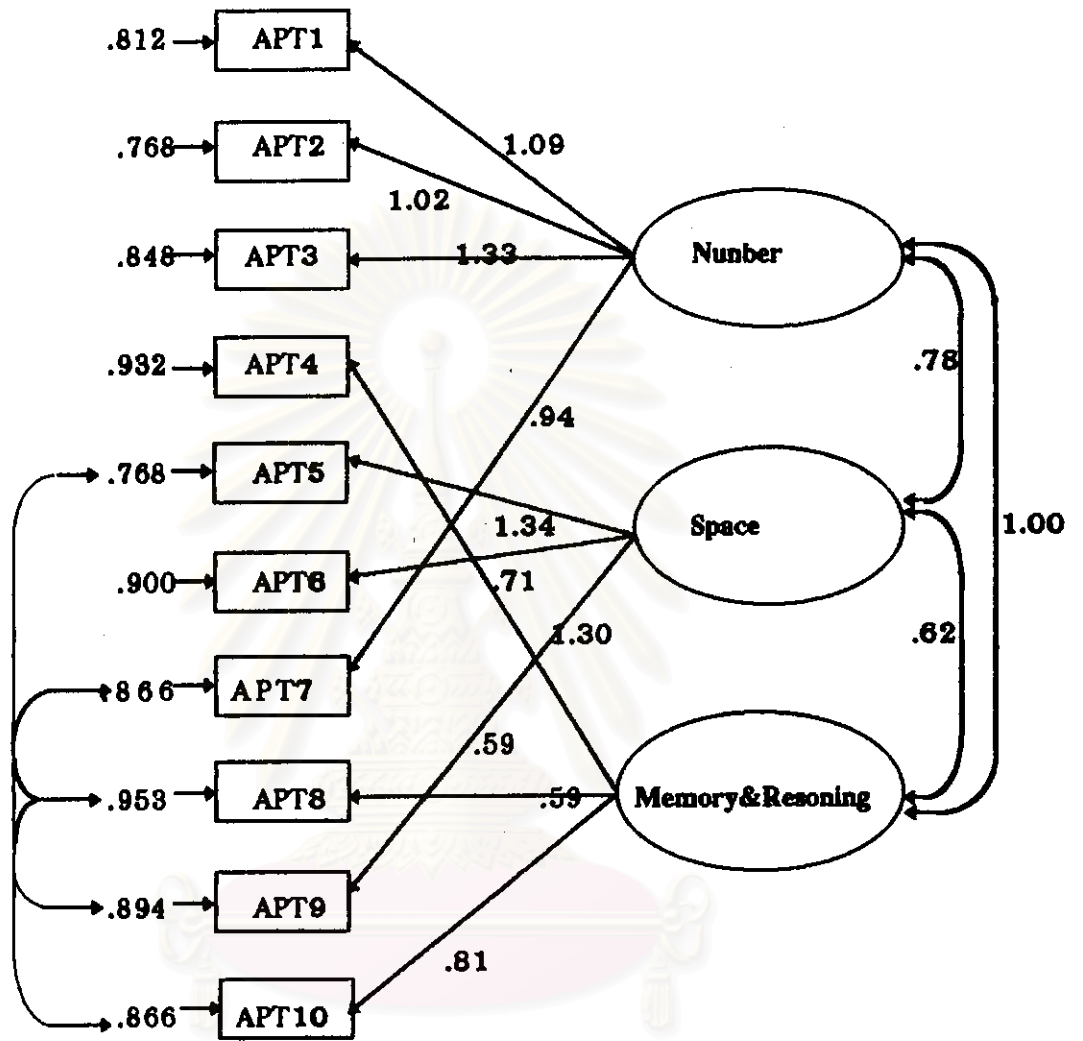 .812 APT1
1.09
.768 APT2
1.02
Nunber
.848 APT3 1.33
.932 APT4
.78
.94
.768 APT5
1.34
Space
1.00
.900 APT6
.71
1.30
.62
866 APT7
.59
.953 APT8 .59
Memory&Resoning
.894 APT9
.81
.866 APT10